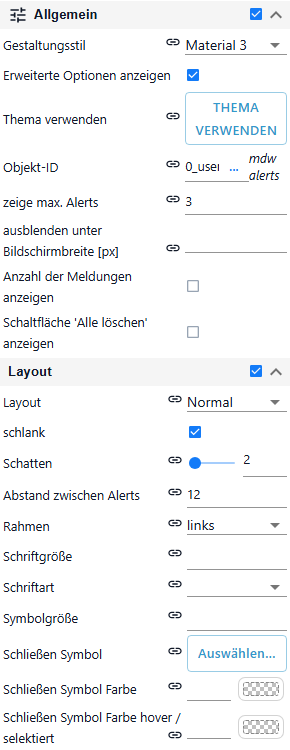 Allgemein
Gestaltungsstil Material 3
Erweiterte Optionen anzeigen
Thema verwenden THEMA
VERWENDEN
Objekt-ID 0_user ... mdw
alerts
zeige max. Alerts 3
ausblenden unter
Bildschirmbreite [px]
Anzahl der Meldungen
anzeigen
Schaltfläche 'Alle löschen'
anzeigen
Layout
Layout Normal
schlank
Schatten 2
Abstand zwischen Alerts 12
Rahmen links
Schriftgröße
Schriftart
Symbolgröße
Schließen Symbol Auswählen...
Schließen Symbol Farbe
Schließen Symbol Farbe hover /
selektiert